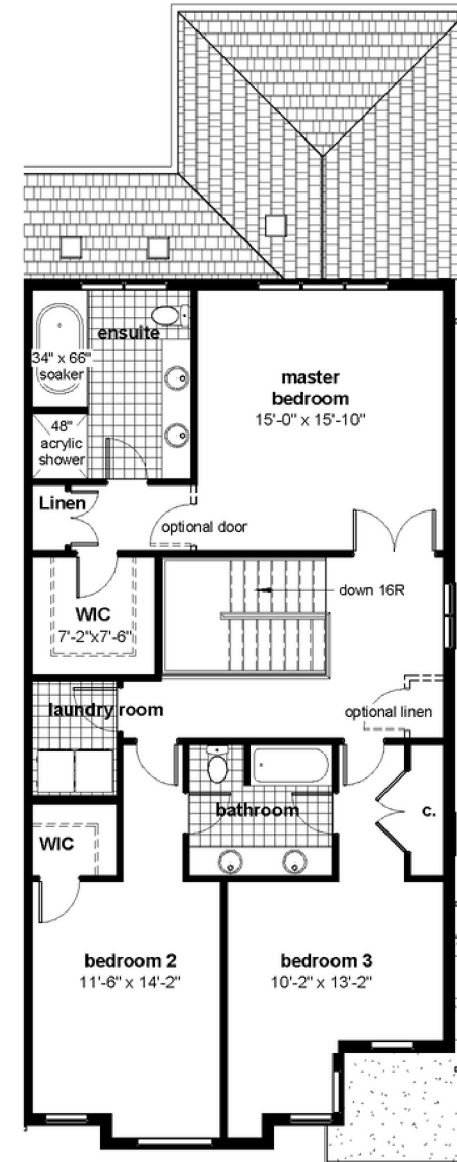 ensuite
34" x 66"
soaker
master
bedroom
15'-0" x 15'-10"
48"
acrylic
shower
Linen
optional door
down 16R
WIC
7'-2"x7'-6"
laundry room
optional linen
bathroom
c.
WIC
bedroom 2
11'-6" x 14'-2"
bedroom 3
10'-2" x 13'-2"